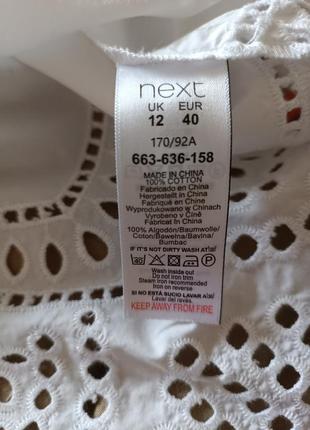 next
UK EUR
12 40
170/92A
663-636-158
MADE IN CHINA
100% COTTON
Fabricado en China
Hergestellt in China
Fabriqué en Chine
Wyprodukowano w Chinach
Vyrobeno v Číně
Fabricat în China
100% Algodón/Baumwolle/
Coton/Bawełna/Bavlna/
Bumbac
IF IT'S NOT DIRTY WASH AT
40
Wash inside out
Do not iron trim
Steam iron recommended
Iron on reverse
SI NO ESTÁ SUCIO LAVAR A
Lavar del revés.
KEEP AWAY FROM FIRE